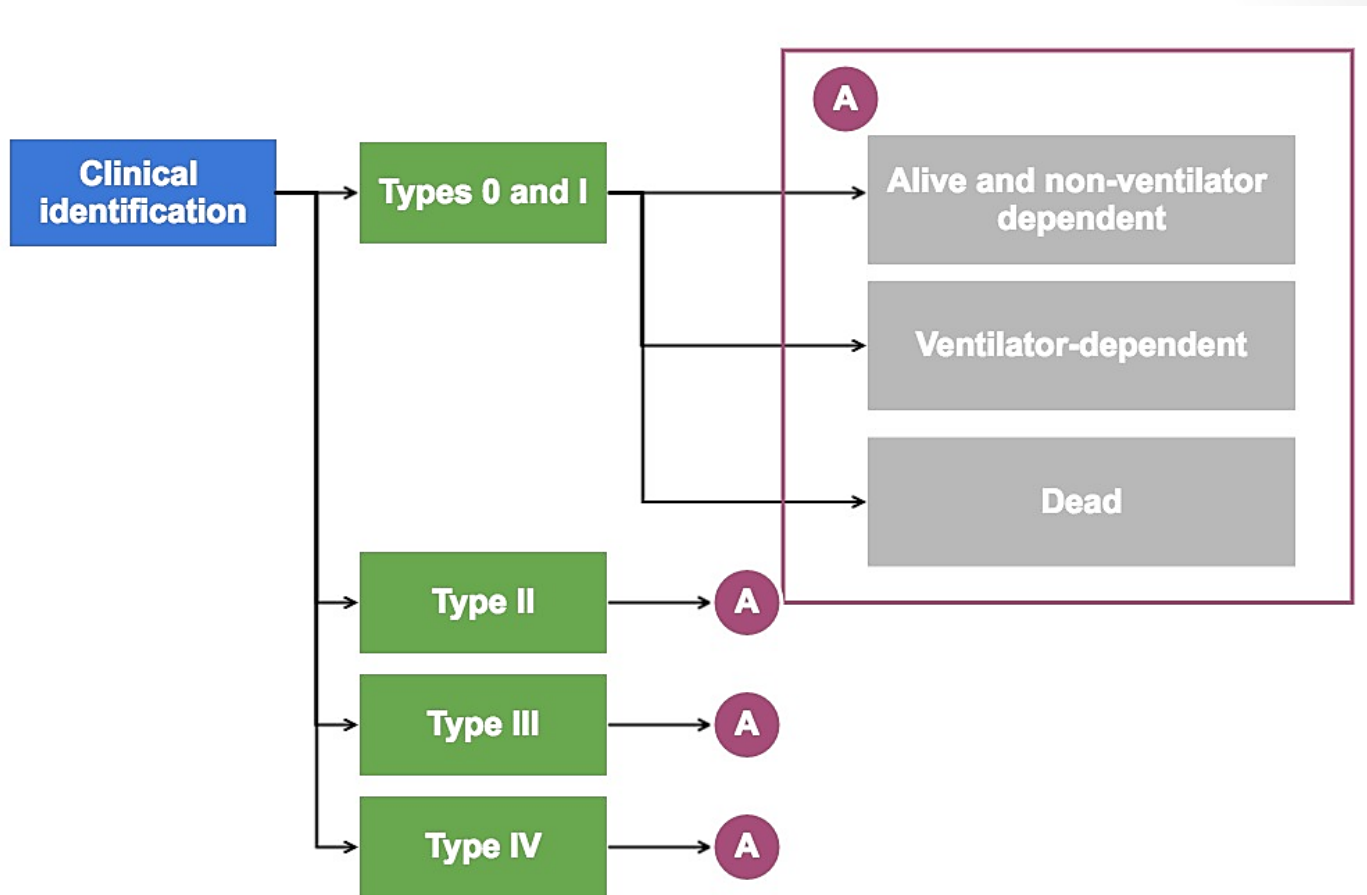 A
Clinical
identification
Types 0 and I
Alive and non-ventilator
dependent
Ventilator-dependent
Dead
Type II
A
Type III
A
Type IV
A